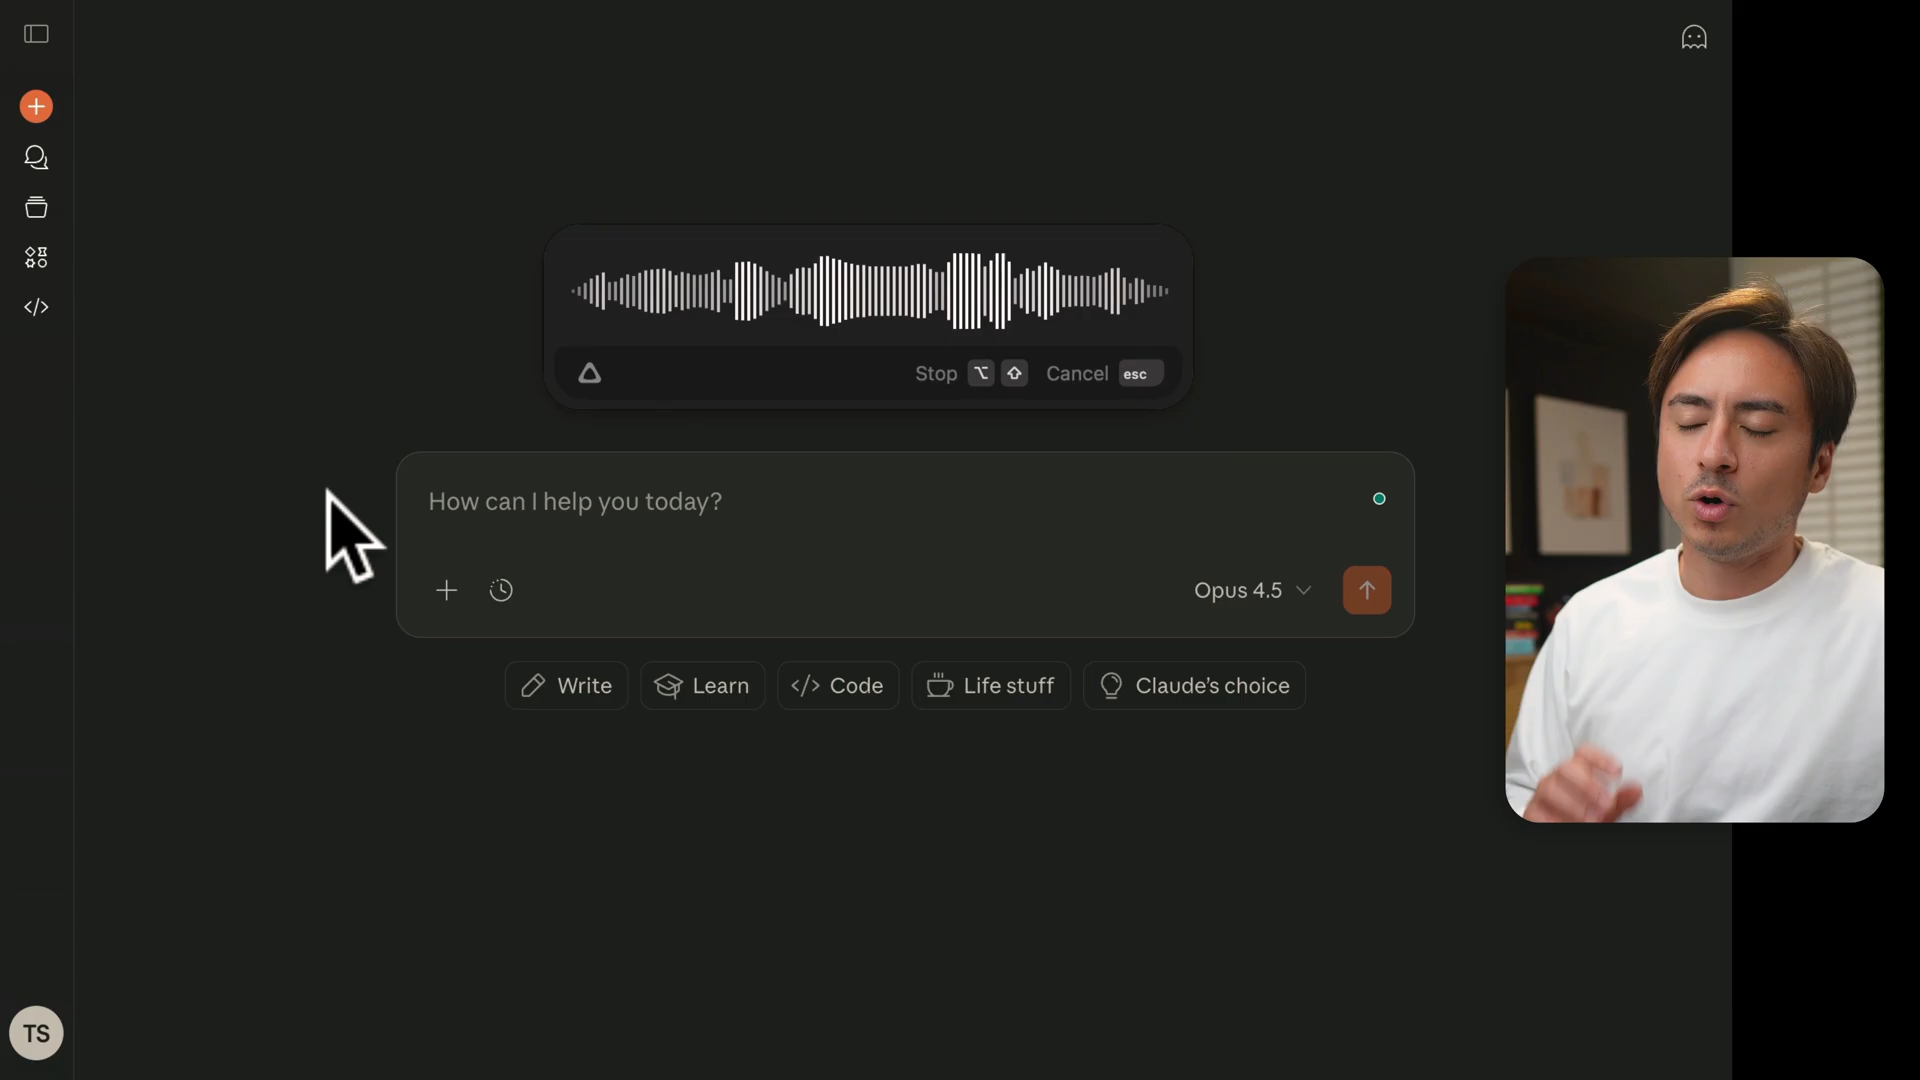 Stop Cancel esc
How can I help you today?
Opus 4.5
Write Learn Code Life stuff Claude’s choice
TS